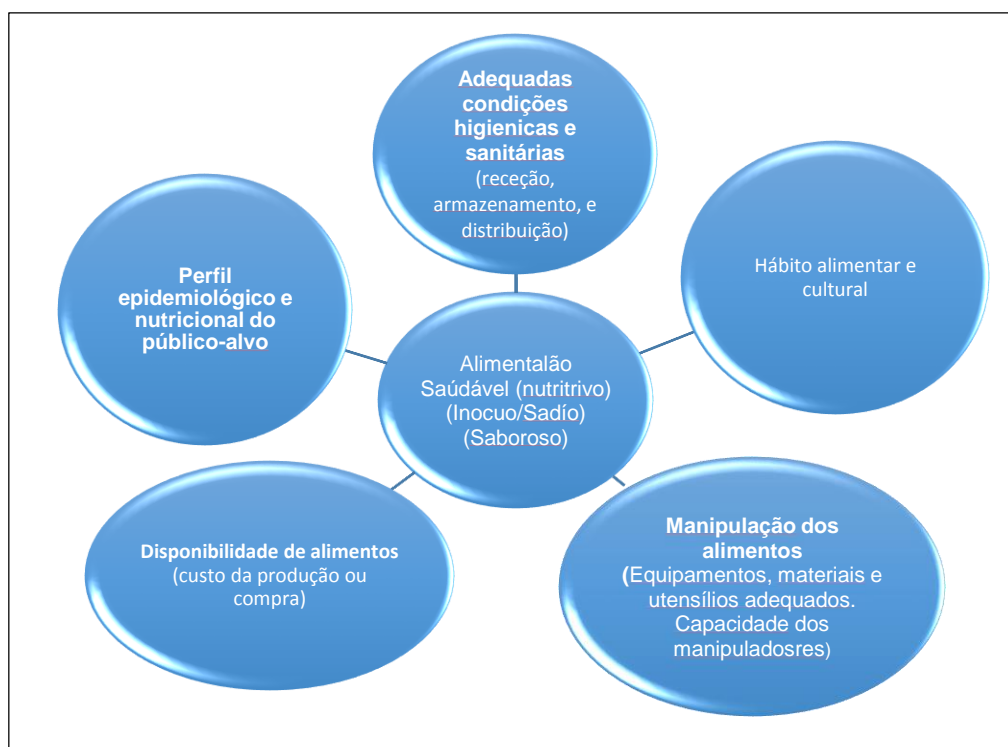 Adequadas
condições
higienicas e
sanitárias
(receção,
armazenamento, e
distribuição)
Perfil
epidemiológico e
nutricional do
público-alvo
Hábito alimentar e
cultural
Alimentalão
Saúdável (nutritrivo)
(Inocuo/Sadío)
(Saboroso)
Disponibilidade de alimentos
(custo da produção ou
compra)
Manipulação dos
alimentos
(Equipamentos, materiais e
utensílios adequados.
Capacidade dos
manipuladosres)